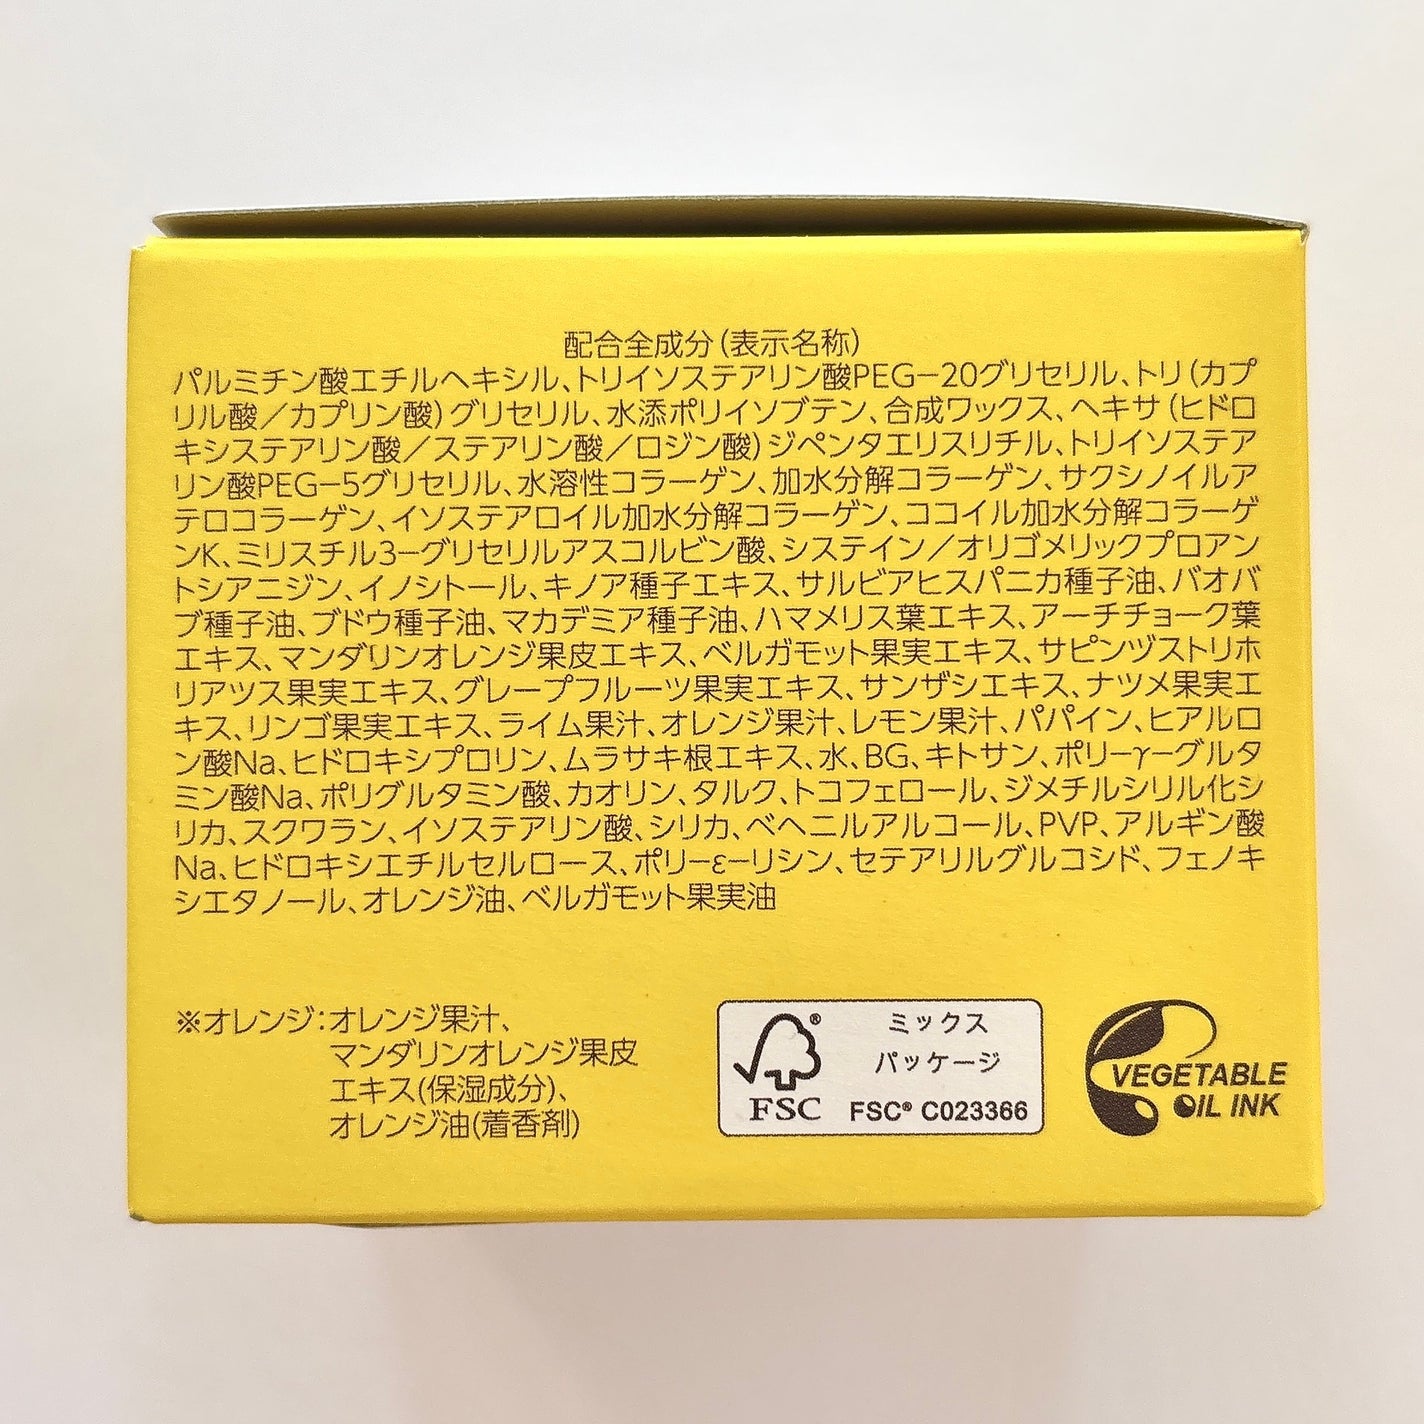 配合全成分(表示名称)
パルミチン酸エチルヘキシル、トリイソステアリン酸PEG−20グリセリル、トリ(カプ
リル酸／カプリン酸)グリセリル、水添ポリイソブテン、合成ワックス、ヘキサ(ヒドロ
キシステアリン酸／ステアリン酸／ロジン酸)ジペンタエリスリチル、トリイソステア
リン酸PEG−5グリセリル、水溶性コラーゲン、加水分解コラーゲン、サクシノイルア
テロコラーゲン、イソステアロイル加水分解コラーゲン、ココイル加水分解コラーゲ
ンK、ミリスチル3−グリセリルアスコルビン酸、システイン／オリゴメリックプロアン
トシアニジン、イノシトール、キノア種子エキス、サルビアヒスパニカ種子油、バオバ
ブ種子油、ブドウ種子油、マカデミア種子油、ハマメリス葉エキス、アーチチョーク葉
エキス、マンダリンオレンジ果皮エキス、ベルガモット果実エキス、サピンヅストリホ
リアツス果実エキス、グレープフルーツ果実エキス、サンザシエキス、ナツメ果実エ
キス、リンゴ果実エキス、ライム果汁、オレンジ果汁、レモン果汁、パパイン、ヒアルロ
ン酸Na、ヒドロキシプロリン、ムラサキ根エキス、水、BG、キトサン、ポリ−γ−グルタ
ミン酸Na、ポリグルタミン酸、カオリン、タルク、トコフェロール、ジメチルシリル化シ
リカ、スクワラン、イソステアリン酸、シリカ、ベヘニルアルコール、PVP、アルギン酸
Na、ヒドロキシエチルセルロース、ポリ−ε−リシン、セテアリルグルコシド、フェノキ
シエタノール、オレンジ油、ベルガモット果実油
※オレンジ：オレンジ果汁、
マンダリンオレンジ果皮
エキス(保湿成分)、
オレンジ油(着香剤)
®
FSC
ミックス
パッケージ
FSC® C023366
VEGETABLE
OIL INK